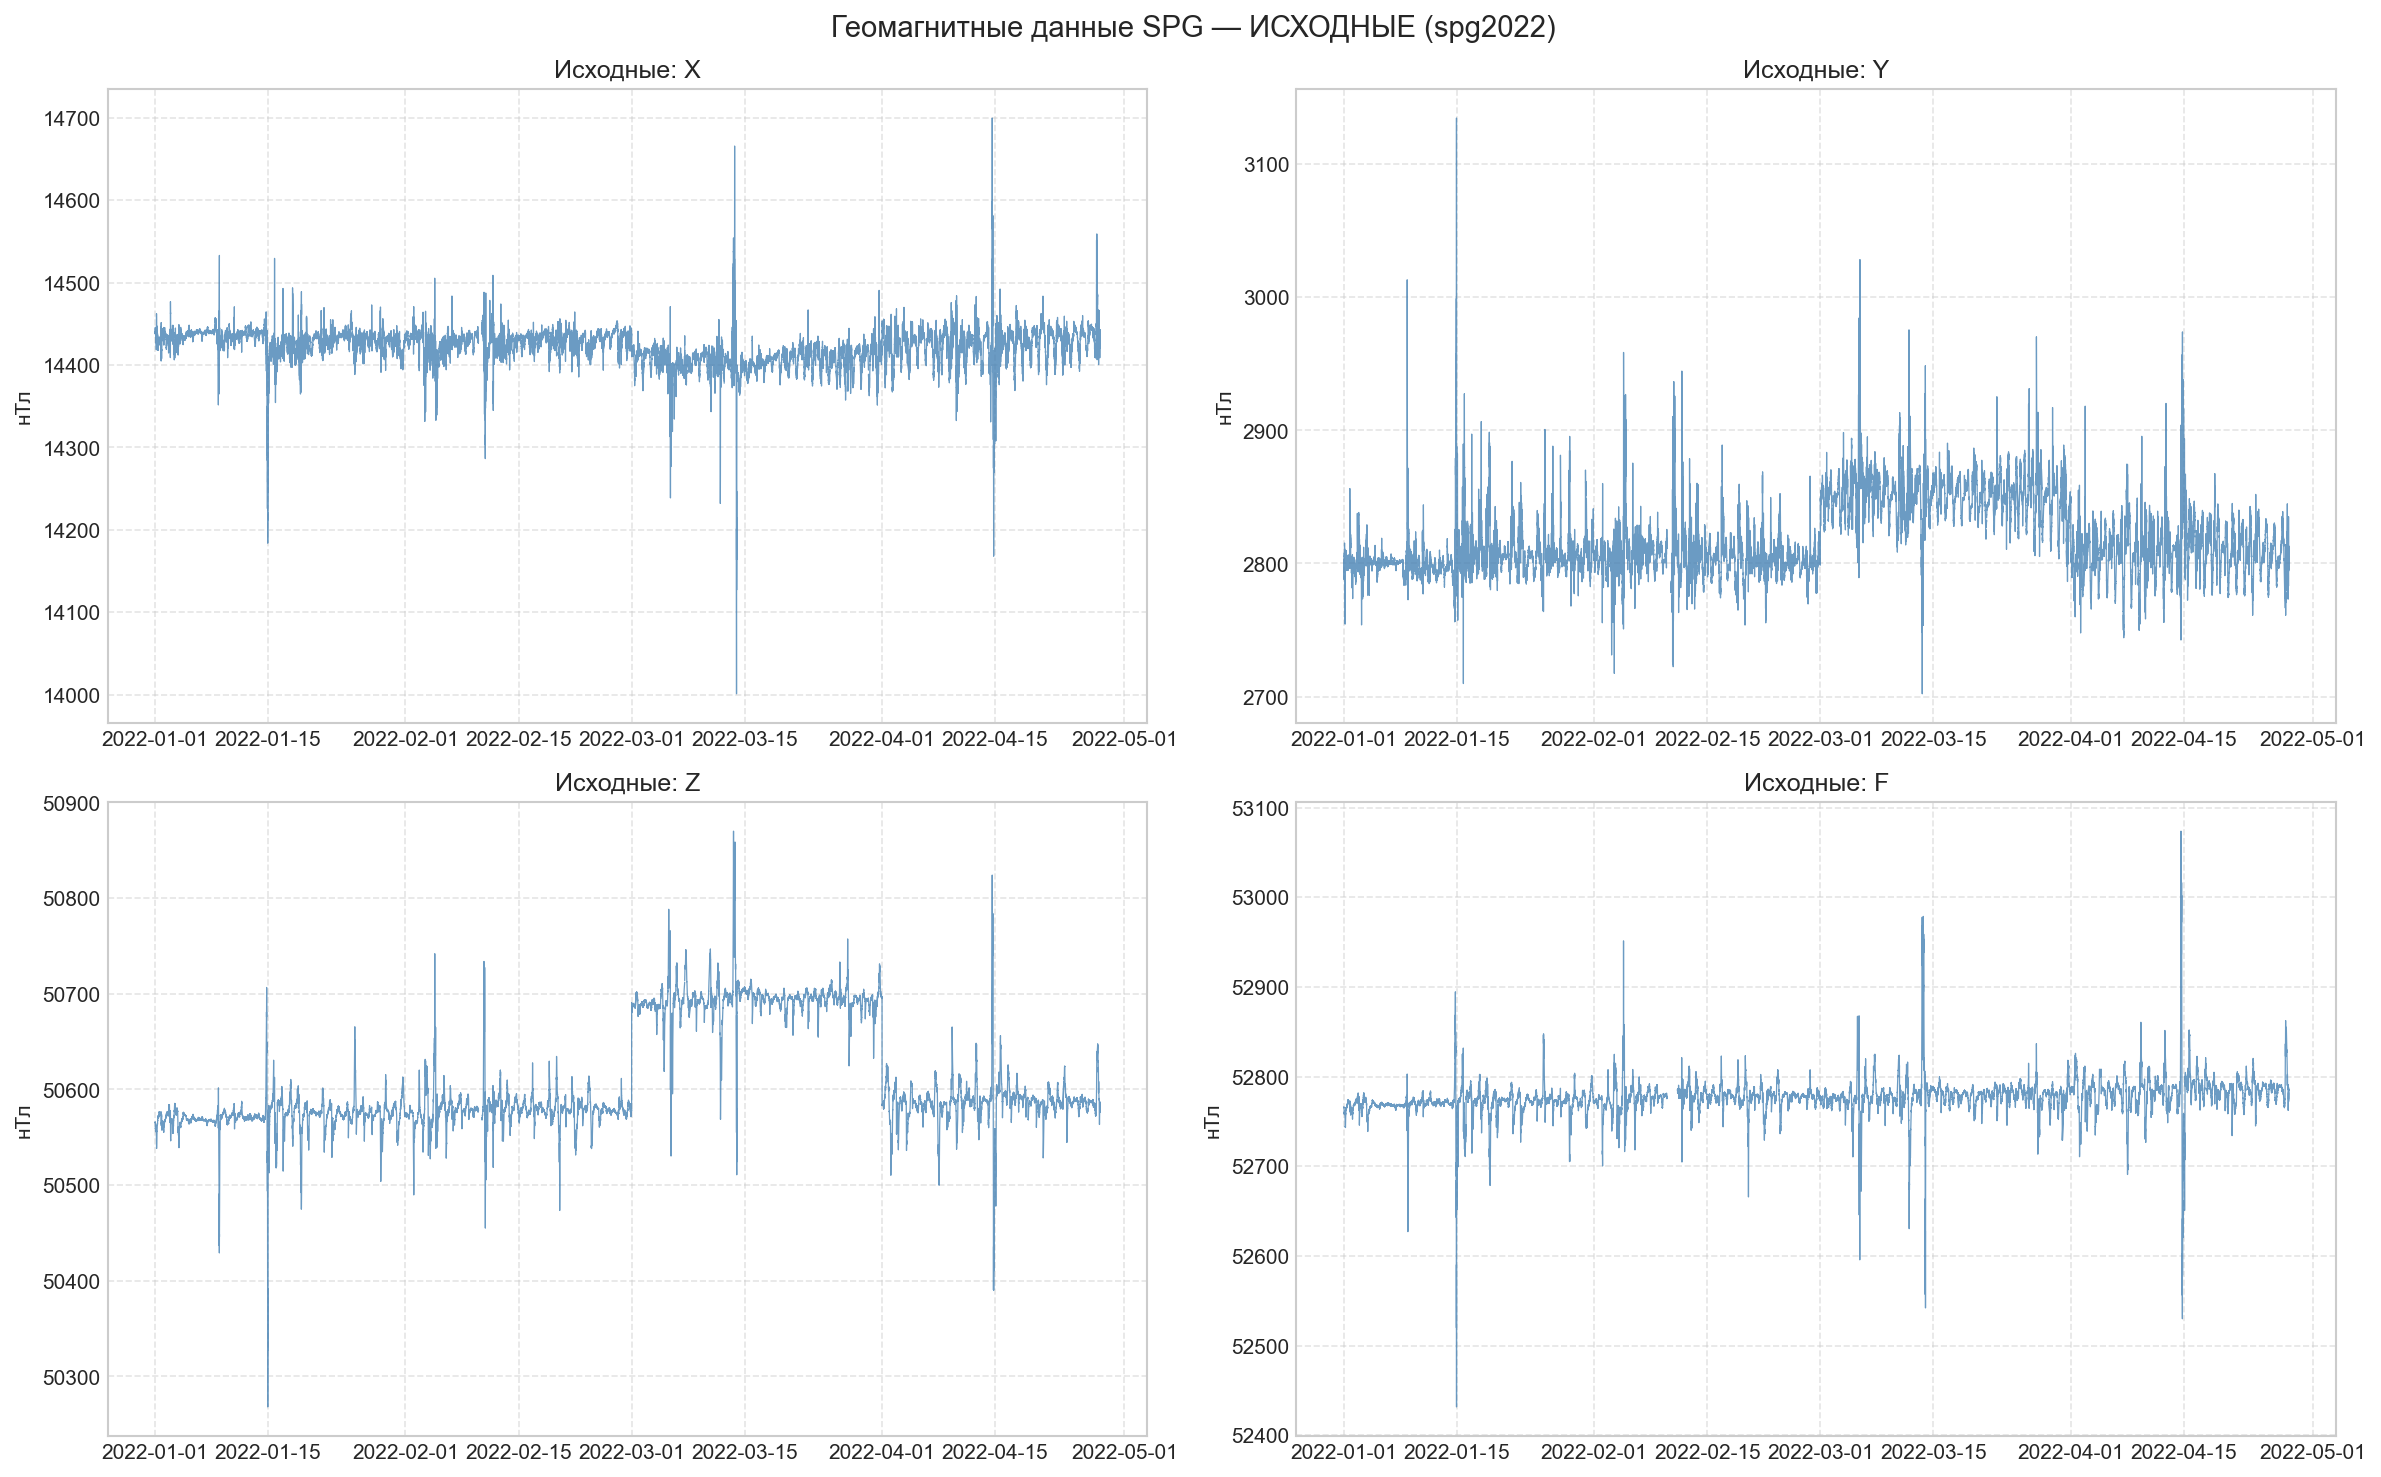 Геомагнитные данные SPG — ИСХОДНЫЕ (spg2022)
Исходные: X
нТл
14700
14600
14500
14400
14300
14200
14100
14000
2022-01-01 2022-01-15 2022-02-01 2022-02-15 2022-03-01 2022-03-15 2022-04-01 2022-04-15 2022-05-01
Исходные: Y
нТл
3100
3000
2900
2800
2700
2022-01-01 2022-01-15 2022-02-01 2022-02-15 2022-03-01 2022-03-15 2022-04-01 2022-04-15 2022-05-01
Исходные: Z
нТл
50900
50800
50700
50600
50500
50400
50300
2022-01-01 2022-01-15 2022-02-01 2022-02-15 2022-03-01 2022-03-15 2022-04-01 2022-04-15 2022-05-01
Исходные: F
нТл
53100
53000
52900
52800
52700
52600
52500
52400
2022-01-01 2022-01-15 2022-02-01 2022-02-15 2022-03-01 2022-03-15 2022-04-01 2022-04-15 2022-05-01